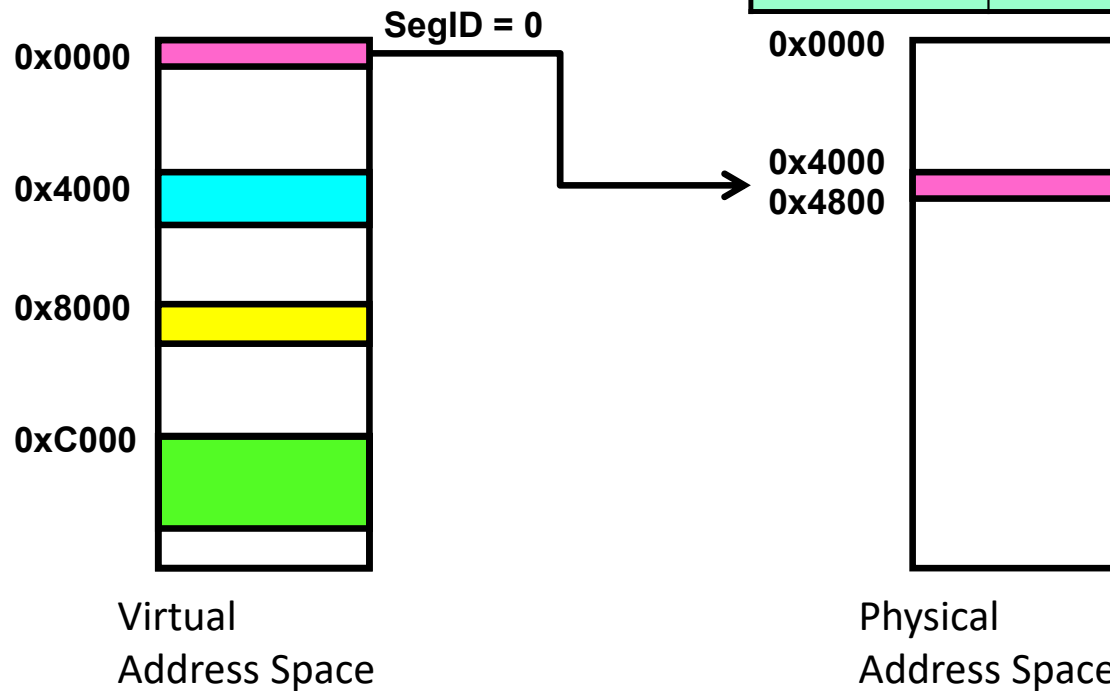 SegID = 0
0x0000
0x4000
0x8000
0xC000
Virtual
Address Space
0x0000
0x4000
0x4800
Physical
Address Space